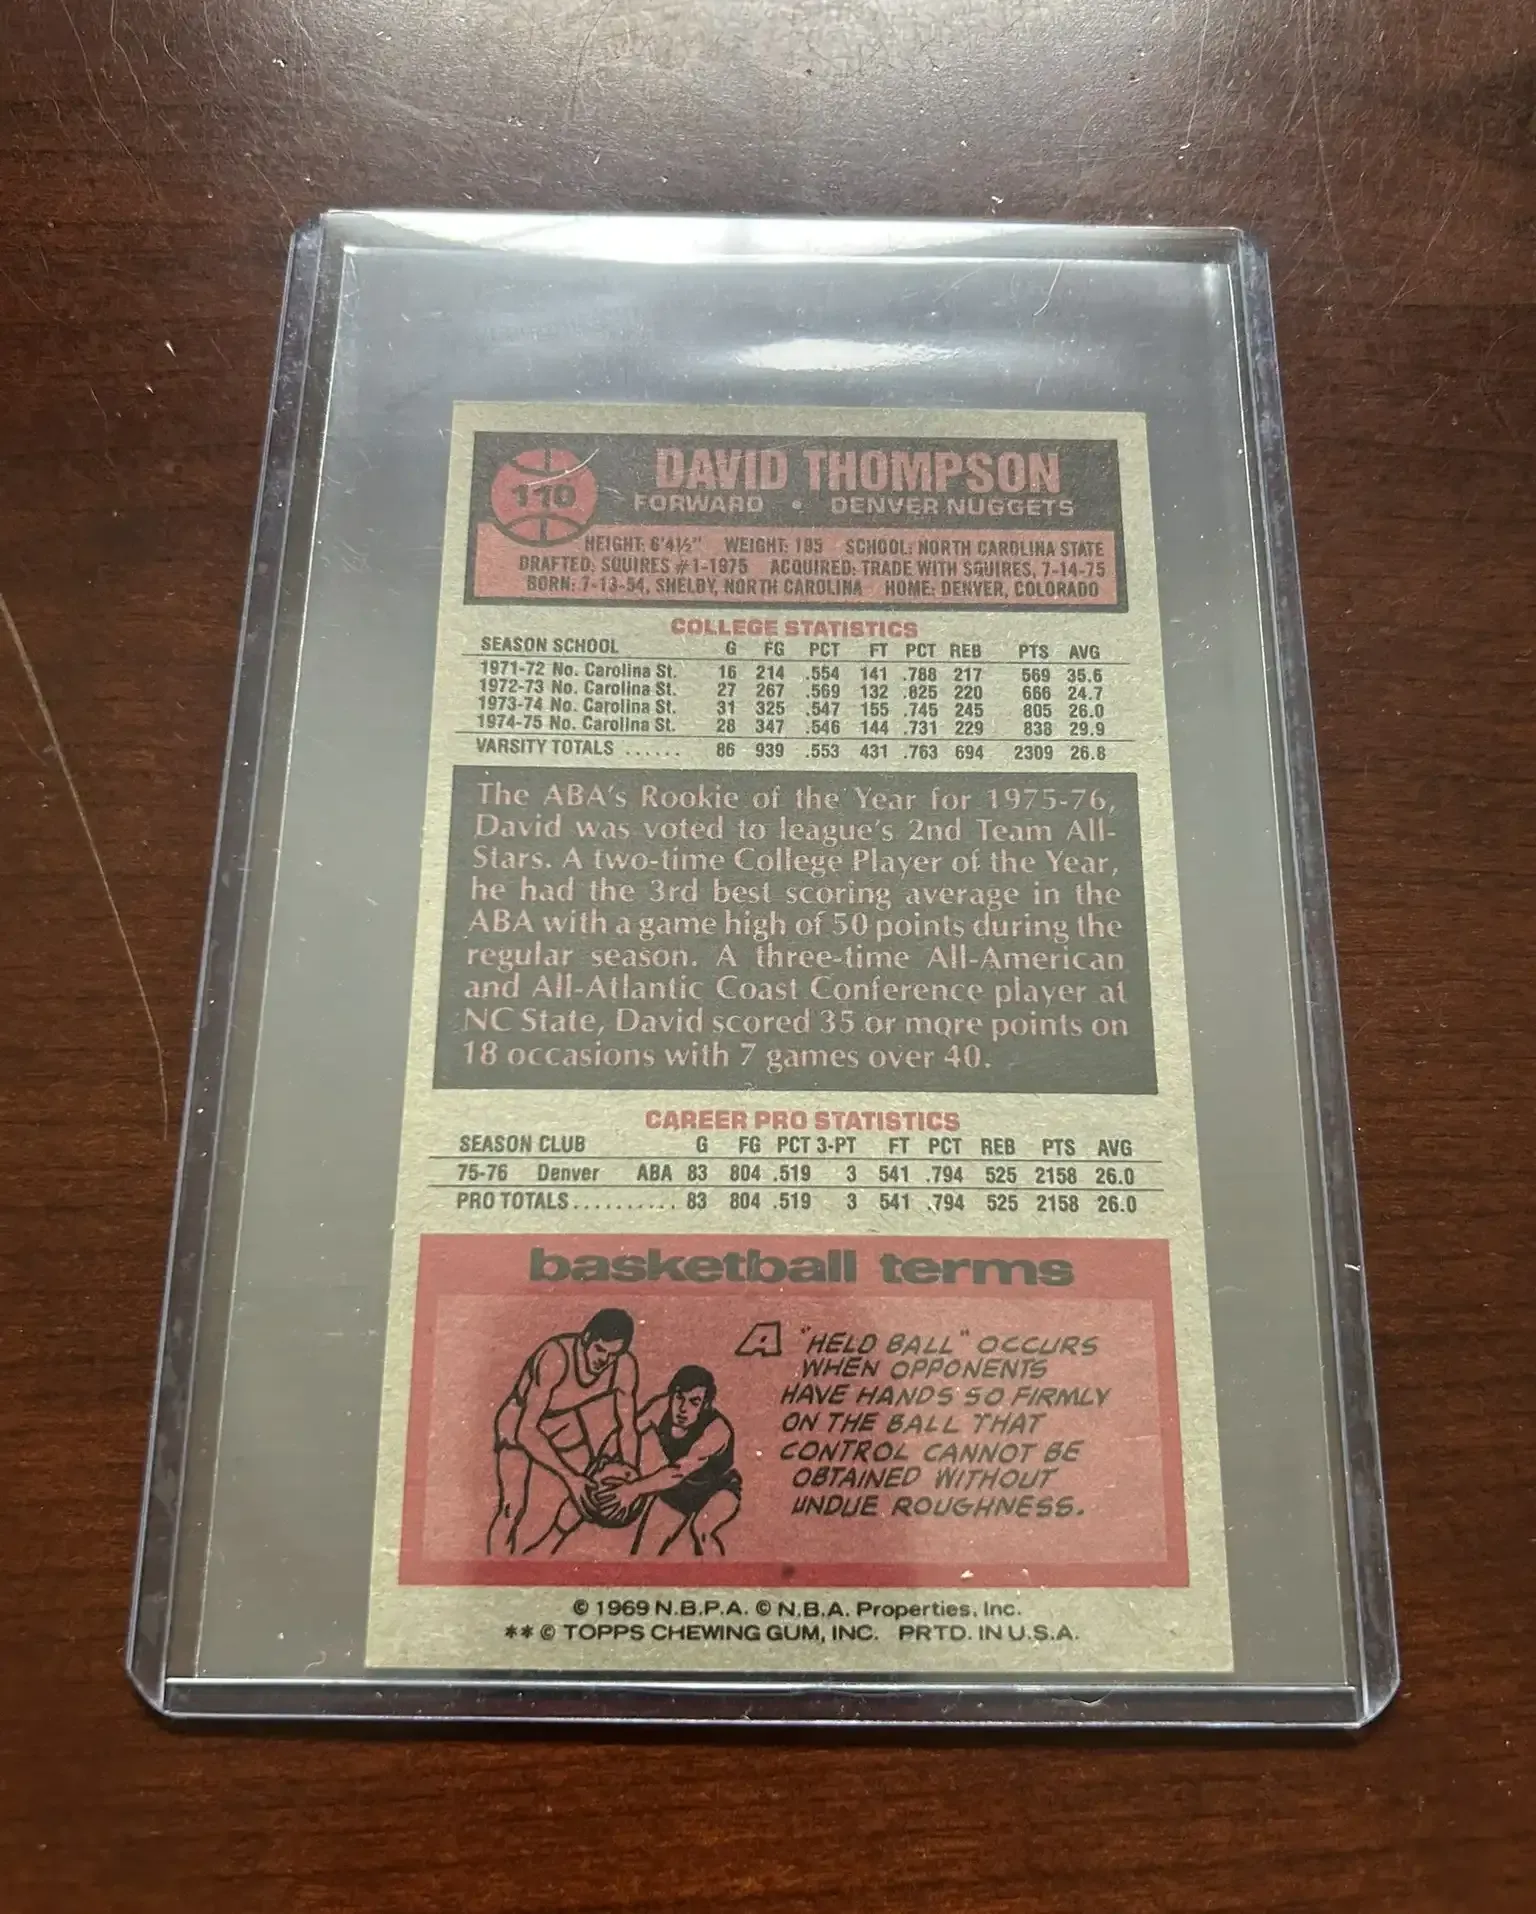 110
DAVID THOMPSON
FORWARD • DENVER NUGGETS
HEIGHT: 6'4½" WEIGHT: 195 SCHOOL: NORTH CAROLINA STATE
DRAFTED: SQUIRES #1-1975 ACQUIRED: TRADE WITH SQUIRES, 7-14-75
BORN: 7-13-54, SHELBY, NORTH CAROLINA HOME: DENVER, COLORADO
COLLEGE STATISTICS
SEASON SCHOOL G FG PCT FT PCT REB PTS AVG
1971-72 No. Carolina St. 16 214 .554 141 .788 217 569 35.6
1972-73 No. Carolina St. 27 267 .569 132 .825 220 666 24.7
1973-74 No. Carolina St. 31 325 .547 155 .745 245 805 26.0
1974-75 No. Carolina St. 28 347 .546 144 .731 229 838 29.9
VARSITY TOTALS ...... 86 939 .553 431 .763 694 2309 26.8
The ABA's Rookie of the Year for 1975-76,
David was voted to league's 2nd Team All-
Stars. A two-time College Player of the Year,
he had the 3rd best scoring average in the
ABA with a game high of 50 points during the
regular season. A three-time All-American
and All-Atlantic Coast Conference player at
NC State, David scored 35 or more points on
18 occasions with 7 games over 40.
CAREER PRO STATISTICS
SEASON CLUB G FG PCT 3-PT FT PCT REB PTS AVG
75-76 Denver ABA 83 804 .519 3 541 .794 525 2158 26.0
PRO TOTALS.......... 83 804 .519 3 541 .794 525 2158 26.0
basketball terms
A "HELD BALL" OCCURS
WHEN OPPONENTS
HAVE HANDS SO FIRMLY
ON THE BALL THAT
CONTROL CANNOT BE
OBTAINED WITHOUT
UNDUE ROUGHNESS.
© 1969 N.B.P.A. © N.B.A. Properties, Inc.
** © TOPPS CHEWING GUM, INC. PRTD. IN U.S.A.